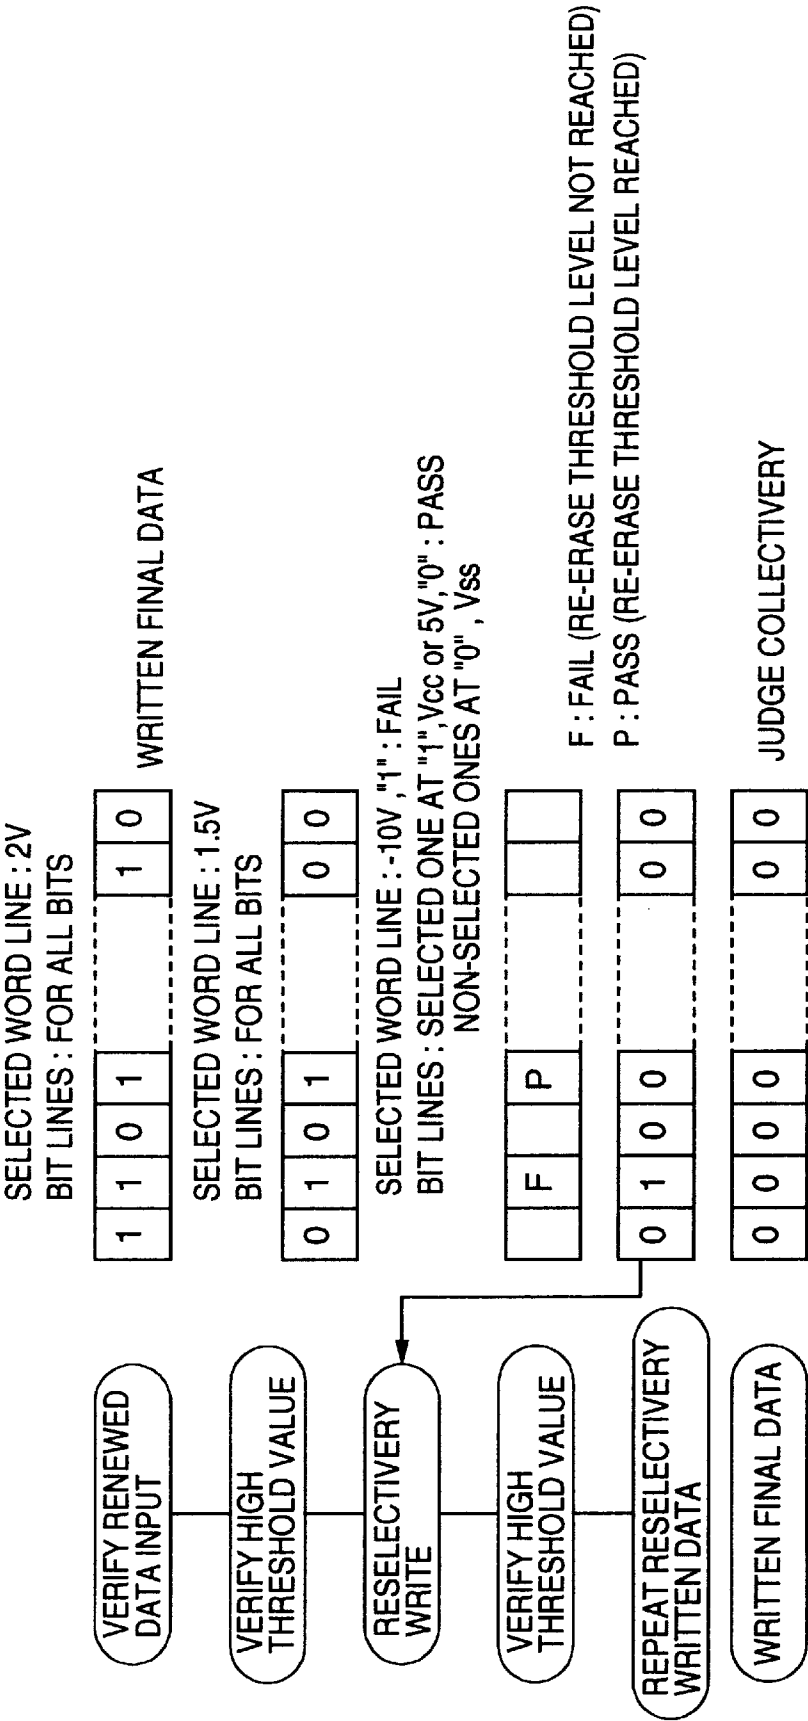 SELECTED WORD LINE : 2V
BIT LINES : FOR ALL BITS
VERIFY RENEWED
DATA INPUT
1 1 0 1 1 0
WRITTEN FINAL DATA
SELECTED WORD LINE : 1.5V
BIT LINES : FOR ALL BITS
VERIFY HIGH
THRESHOLD VALUE
0 1 0 1 0 0
SELECTED WORD LINE : -10V ,"1" : FAIL
BIT LINES : SELECTED ONE AT "1",Vcc or 5V,"0" : PASS
NON-SELECTED ONES AT "0" , Vss
RESELECTIVERY
WRITE
VERIFY HIGH
THRESHOLD VALUE
F P
F : FAIL (RE-ERASE THRESHOLD LEVEL NOT REACHED)
P : PASS (RE-ERASE THRESHOLD LEVEL REACHED)
REPEAT RESELECTIVERY
WRITTEN DATA
0 1 0 0 0 0
WRITTEN FINAL DATA
0 0 0 0 0 0
JUDGE COLLECTIVERY